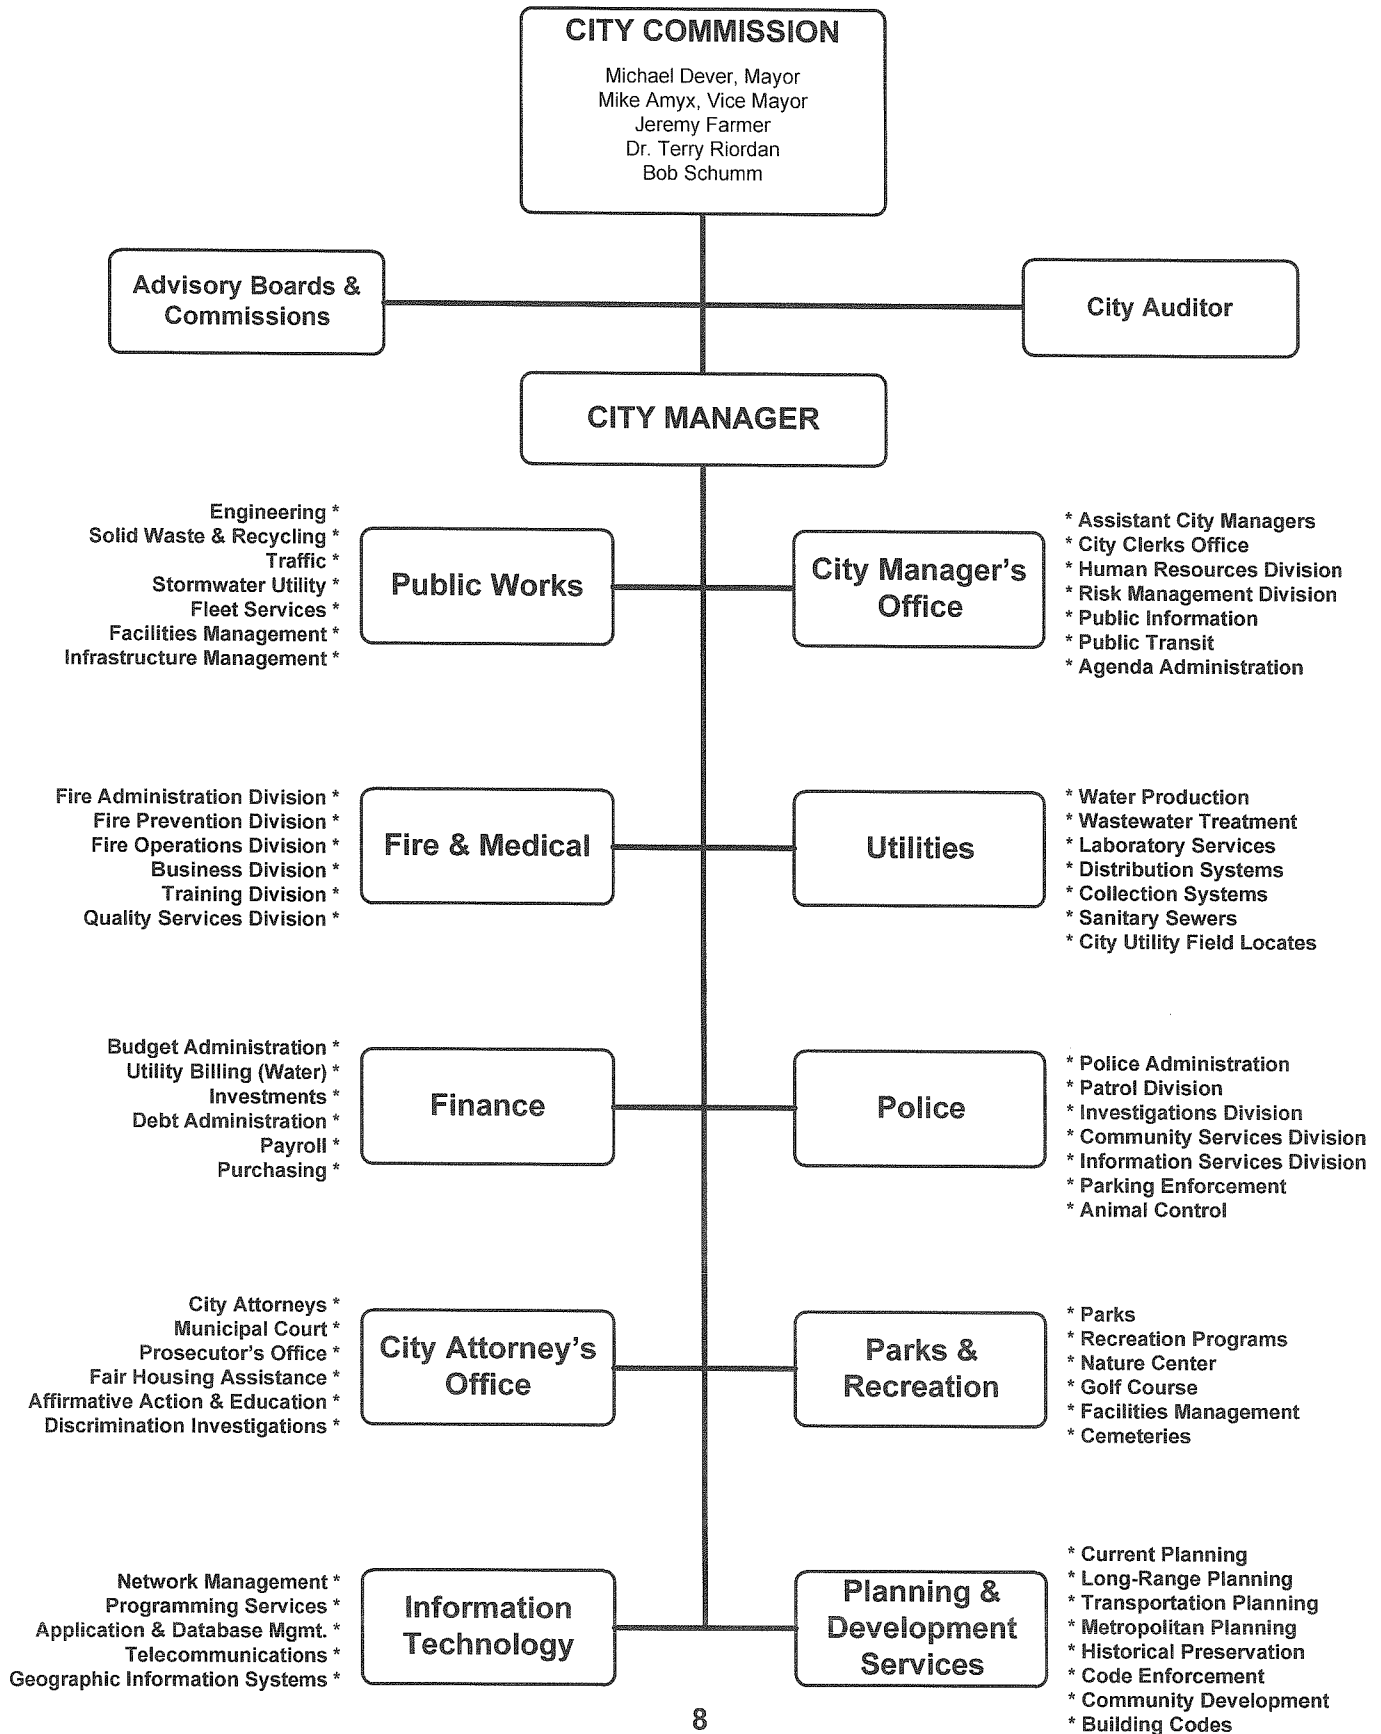 CITY COMMISSION
Michael Dever, Mayor
Mike Amyx, Vice Mayor
Jeremy Farmer
Dr. Terry Riordan
Bob Schumm
Advisory Boards &
Commissions
City Auditor
CITY MANAGER
Engineering *
Solid Waste & Recycling *
Traffic *
Stormwater Utility *
Fleet Services *
Facilities Management *
Infrastructure Management *
Public Works
City Manager's
Office
* Assistant City Managers
* City Clerks Office
* Human Resources Division
* Risk Management Division
* Public Information
* Public Transit
* Agenda Administration
Fire Administration Division *
Fire Prevention Division *
Fire Operations Division *
Business Division *
Training Division *
Quality Services Division *
Fire & Medical
Utilities
* Water Production
* Wastewater Treatment
* Laboratory Services
* Distribution Systems
* Collection Systems
* Sanitary Sewers
* City Utility Field Locates
Budget Administration *
Utility Billing (Water) *
Investments *
Debt Administration *
Payroll *
Purchasing *
Finance
Police
* Police Administration
* Patrol Division
* Investigations Division
* Community Services Division
* Information Services Division
* Parking Enforcement
* Animal Control
City Attorneys *
Municipal Court *
Prosecutor's Office *
Fair Housing Assistance *
Affirmative Action & Education *
Discrimination Investigations *
City Attorney's
Office
Parks &
Recreation
* Parks
* Recreation Programs
* Nature Center
* Golf Course
* Facilities Management
* Cemeteries
Network Management *
Programming Services *
Application & Database Mgmt. *
Telecommunications *
Geographic Information Systems *
Information
Technology
Planning &
Development
Services
* Current Planning
* Long-Range Planning
* Transportation Planning
* Metropolitan Planning
* Historical Preservation
* Code Enforcement
* Community Development
* Building Codes
8